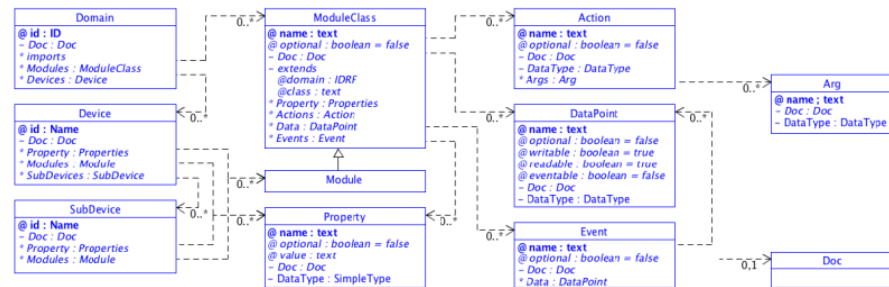 Domain
@ id : ID
- Doc : Doc
* imports
* Modules : ModuleClass
* Devices : Device
0..*
ModuleClass
@ name : text
@ optional : boolean = false
- Doc : Doc
- extends
@domain : IDRF
@class : text
* Property : Properties
* Actions : Action
* Data : DataPoint
* Events : Event
0..*
Action
@ name : text
@ optional : boolean = false
- Doc : Doc
- DataType : DataType
* Args : Arg
0..*
Arg
@ name : text
- Doc : Doc
- DataType : DataType
Device
@ id : Name
- Doc : Doc
* Property : Properties
* Modules : Module
* SubDevices : SubDevice
0..*
0..*
DataPoint
@ name : text
@ optional : boolean = false
@ writable : boolean = true
@ readable : boolean = true
@ eventable : boolean = false
- Doc : Doc
- DataType : DataType
0..*
Module
0..*
SubDevice
@ id : Name
- Doc : Doc
* Property : Properties
* Modules : Module
0..*
0..*
Property
@ name : text
@ optional : boolean = false
@ value : text
- Doc : Doc
- DataType : SimpleType
0..*
0..*
Event
@ name : text
@ optional : boolean = false
- Doc : Doc
* Data : DataPoint
0,1
Doc